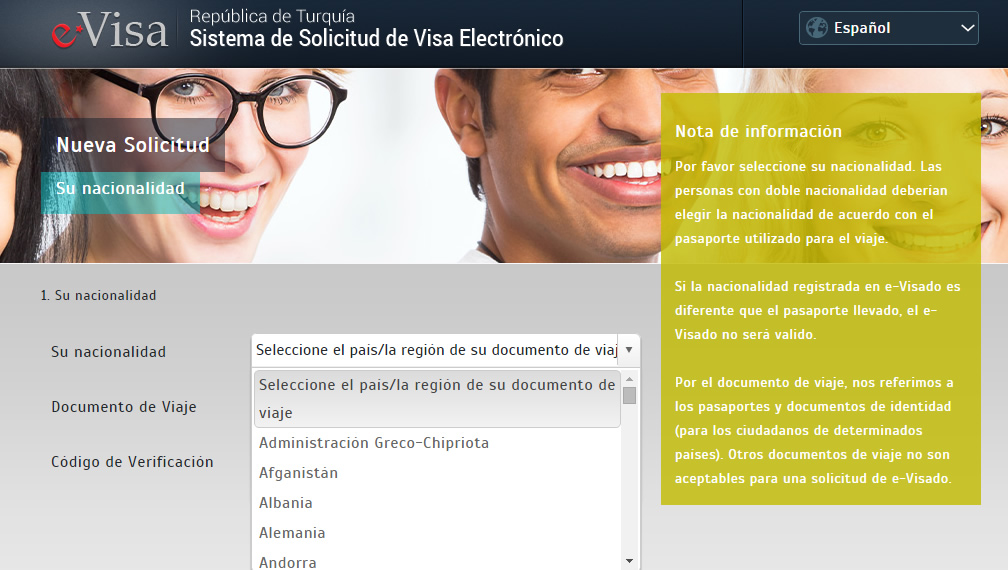 e*Visa
República de Turquía
Sistema de Solicitud de Visa Electrónico
Español
Nueva Solicitud
Su nacionalidad
Nota de información
Por favor seleccione su nacionalidad. Las
personas con doble nacionalidad deberían
elegir la nacionalidad de acuerdo con el
pasaporte utilizado para el viaje.
Si la nacionalidad registrada en e-Visado es
diferente que el pasaporte llevado, el e-
Visado no será valido.
Por el documento de viaje, nos referimos a
los pasaportes y documentos de identidad
(para los ciudadanos de determinados
países). Otros documentos de viaje no son
aceptables para una solicitud de e-Visado.
1. Su nacionalidad
Su nacionalidad
Seleccione el país/la región de su documento de viaj
Seleccione el país/la región de su documento de
viaje
Documento de Viaje
Administración Greco-Chipriota
Código de Verificación
Afganistán
Albania
Alemania
Andorra